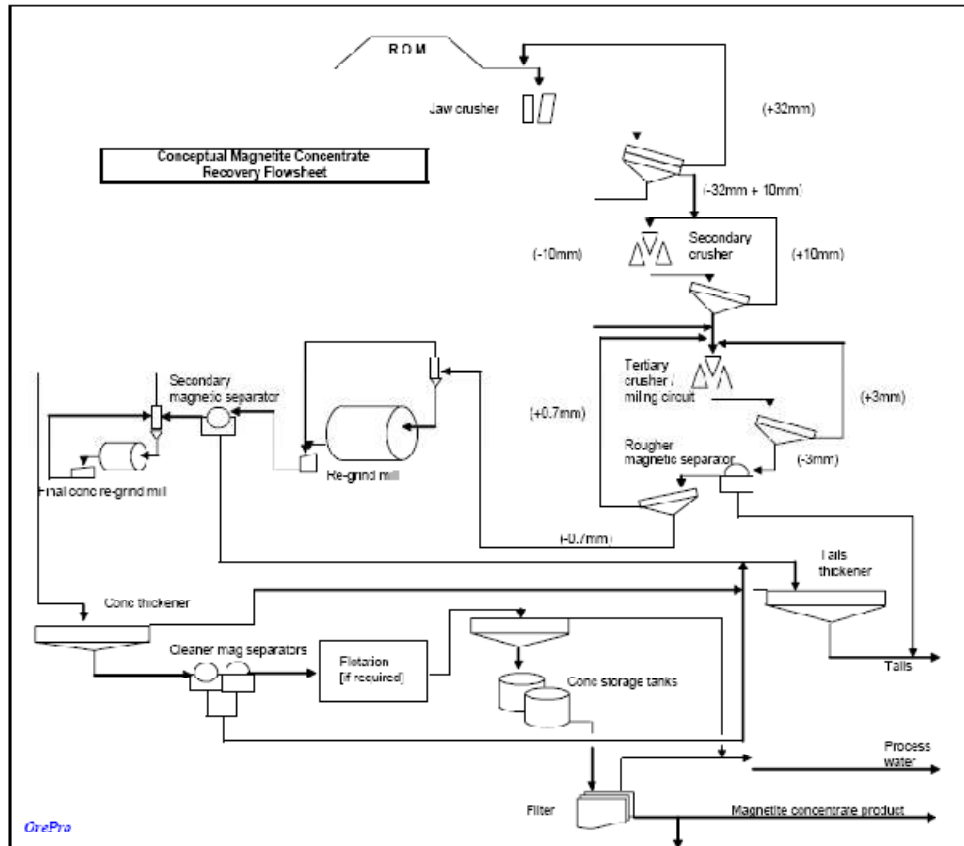 R O M
Jaw crusher
(+32mm)
Conceptual Magnetite Concentrate
Recovery Flowsheet
(-32mm + 10mm)
(-10mm)
Secondary
crusher
(+10mm)
Secondary
magnetic separator
Tertiary
crusher /
milling circuit
(+3mm)
(+0.7mm)
Rougher
magnetic separator
(-3mm)
Re-grind mill
Final conc re-grind mill
(-0.7mm)
Tails
thickener
Conc thickener
Cleaner mag separators
Flotation
[if required]
Conc storage tanks
Tails
Process
water
Filter
Magnetite concentrate product
OrePro